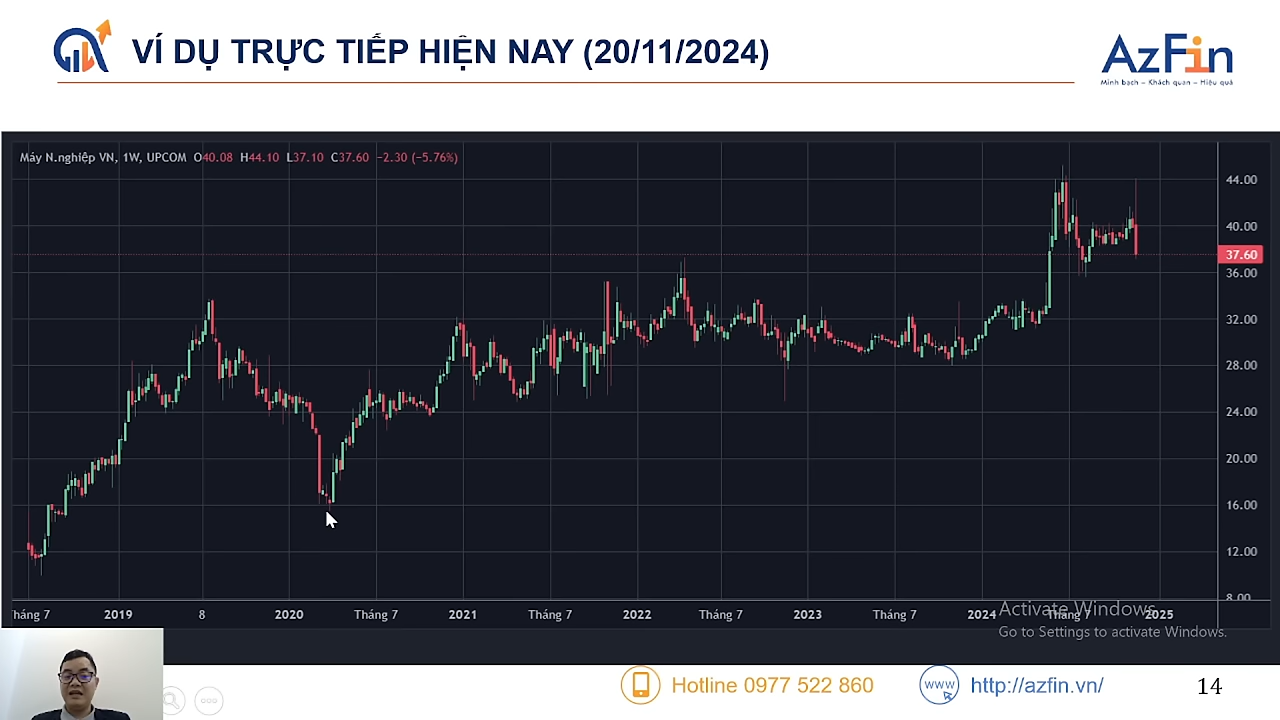 VÍ DỤ TRỰC TIẾP HIỆN NAY (20/11/2024)
AzFin
Minh bạch – Khách quan – Hiệu quả
Máy N.nghiệp VN, 1W, UPCOM O40.08 H44.10 L37.10 C37.60 −2.30 (−5.76%)
44.00
40.00
37.60
36.00
32.00
28.00
24.00
20.00
16.00
12.00
8.00
Tháng 7 2019 8 2020 Tháng 7 2021 Tháng 7 2022 Tháng 7 2023 Tháng 7 2024 Tháng 7 2025
Activate Windows
Go to Settings to activate Windows.
Hotline 0977 522 860
www
http://azfin.vn/
14